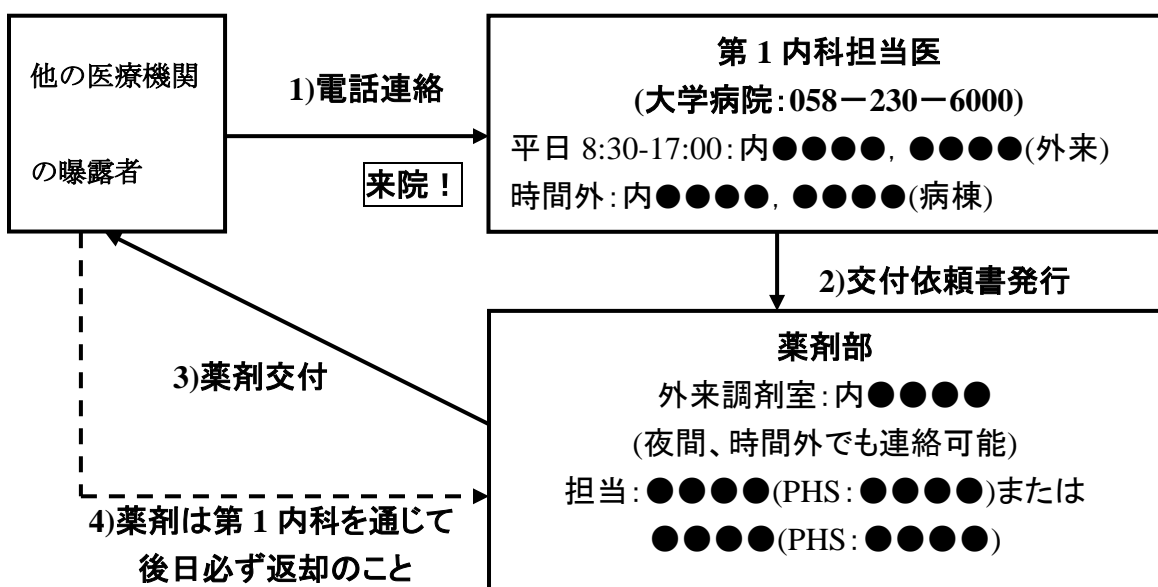 他の医療機関
の曝露者
1)電話連絡
来院！
第1内科担当医
(大学病院：058－230－6000)
平日 8:30-17:00：内●●●●，●●●●(外来)
時間外：内●●●●，●●●●(病棟)
2)交付依頼書発行
薬剤部
外来調剤室：内●●●●
(夜間、時間外でも連絡可能)
担当：●●●●(PHS：●●●●)または
●●●●(PHS：●●●●)
3)薬剤交付
4)薬剤は第1内科を通じて
後日必ず返却のこと